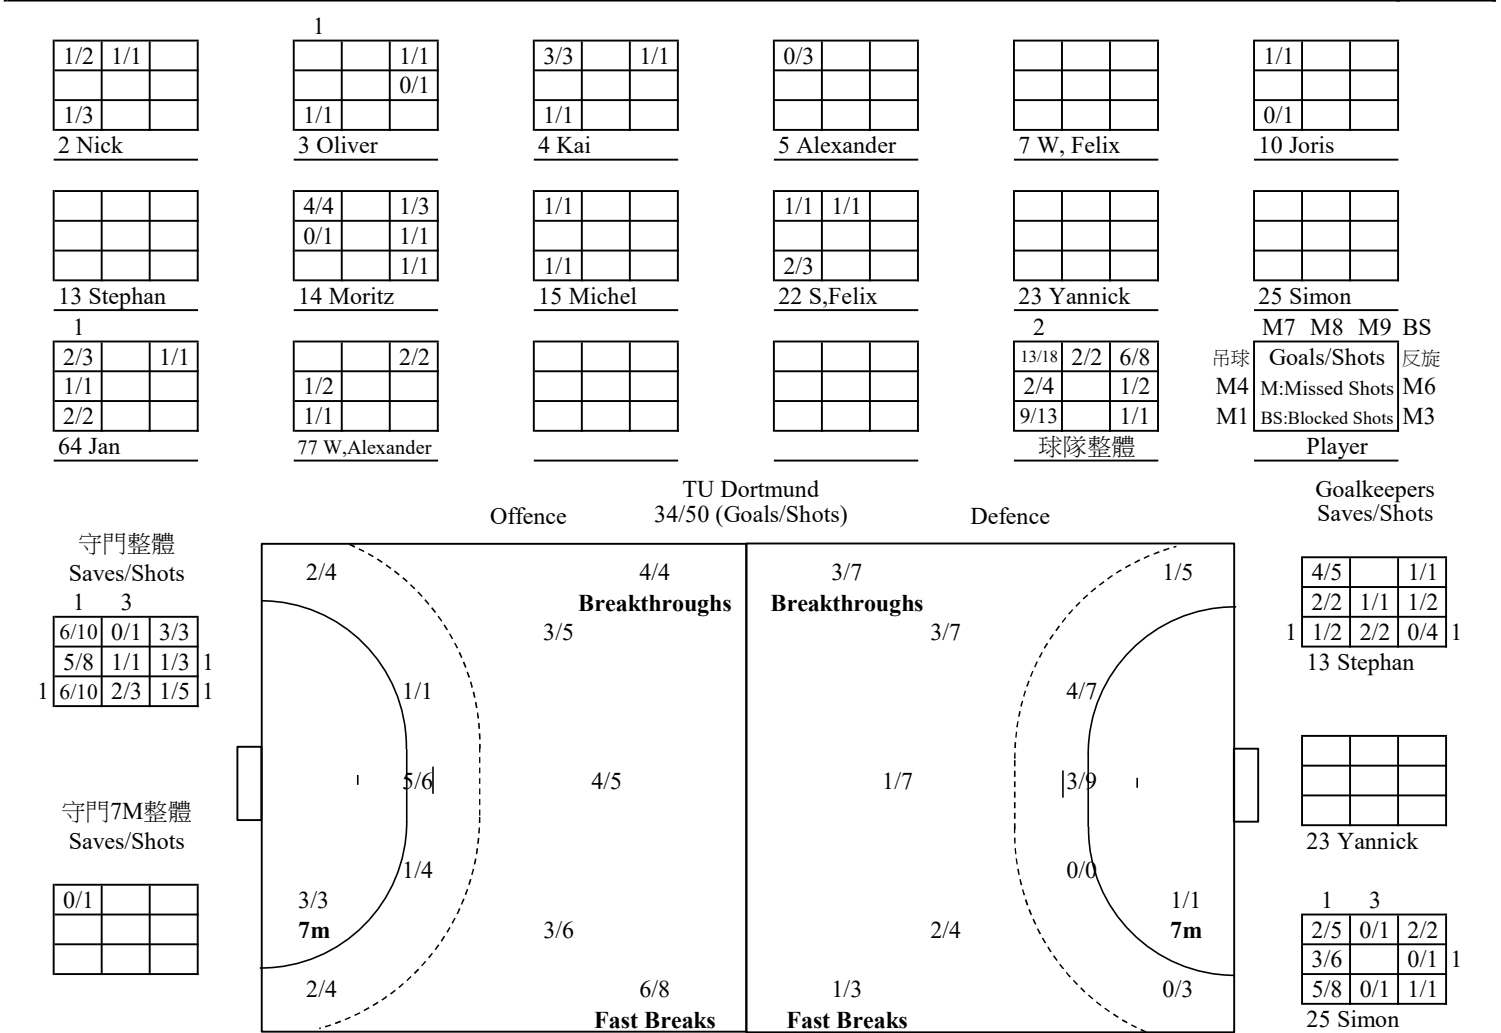 1
1/2 1/1 1/1 3/3 1/1 0/3 1/1
0/1
1/3 1/1 1/1 0/1
2 Nick 3 Oliver 4 Kai 5 Alexander 7 W, Felix 10 Joris
4/4 1/3 1/1 1/1 1/1
0/1 1/1
1/1 1/1 2/3
13 Stephan 14 Moritz 15 Michel 22 S,Felix 23 Yannick 25 Simon
1 2 M7 M8 M9 BS
2/3 1/1 2/2 13/18 2/2 6/8 吊球 Goals/Shots 反旋
1/1 1/2 2/4 1/2 M4 M:Missed Shots M6
2/2 1/1 9/13 1/1 M1 BS:Blocked Shots M3
64 Jan 77 W,Alexander 球隊整體 Player
TU Dortmund
34/50 (Goals/Shots)
Offence Defence
Goalkeepers
Saves/Shots
守門整體
Saves/Shots
1 3
6/10 0/1 3/3
5/8 1/1 1/3 1
1 6/10 2/3 1/5 1
守門7M整體
Saves/Shots
0/1
2/4 4/4 3/7 1/5
Breakthroughs Breakthroughs
3/5 3/7
1/1 4/7
5/6 4/5 1/7 3/9
1/4 0/0
3/3 1/1
7m 7m
3/6 2/4
2/4 6/8 1/3 0/3
Fast Breaks Fast Breaks
4/5 1/1
2/2 1/1 1/2
1 1/2 2/2 0/4 1
13 Stephan
23 Yannick
1 3
2/5 0/1 2/2
3/6 0/1 1
5/8 0/1 1/1
25 Simon